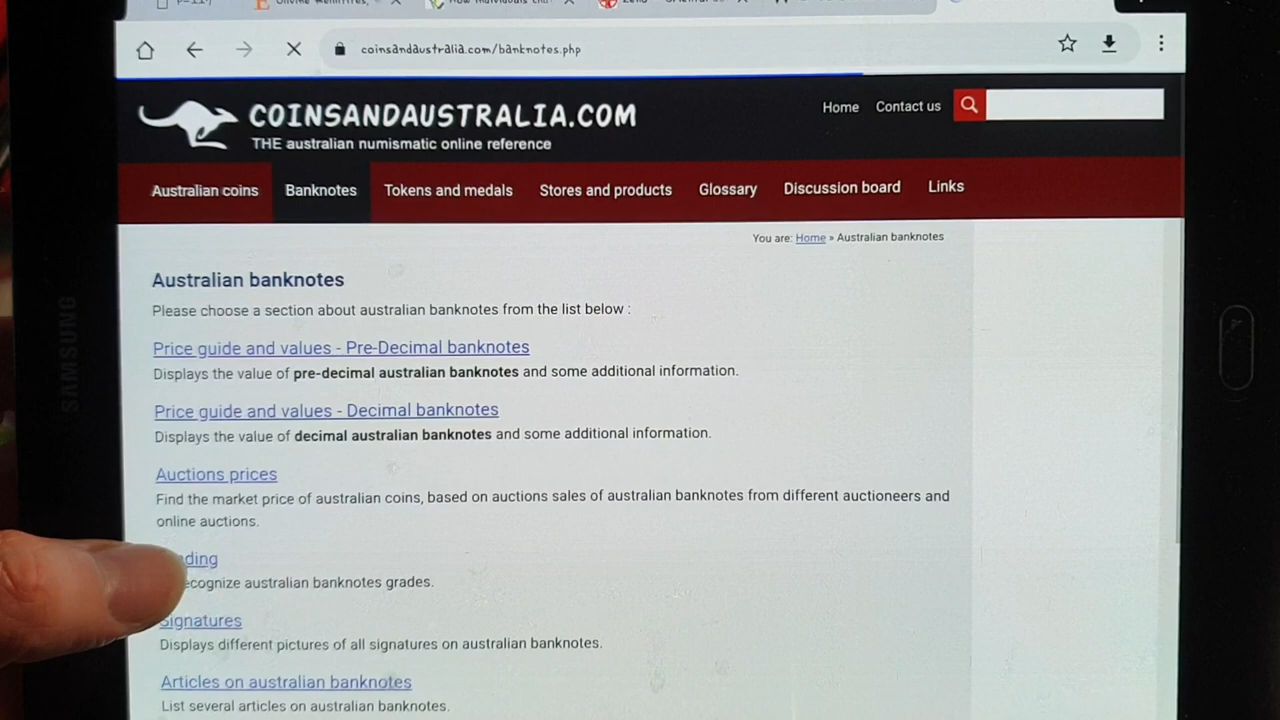 coinsandaustralia.com/banknotes.php
COINSANDAUSTRALIA.COM
THE australian numismatic online reference
Home Contact us
Australian coins Banknotes Tokens and medals Stores and products Glossary Discussion board Links
You are: Home » Australian banknotes
Australian banknotes
Please choose a section about australian banknotes from the list below :
Price guide and values - Pre-Decimal banknotes
Displays the value of pre-decimal australian banknotes and some additional information.
Price guide and values - Decimal banknotes
Displays the value of decimal australian banknotes and some additional information.
Auctions prices
Find the market price of australian coins, based on auctions sales of australian banknotes from different auctioneers and
online auctions.
ding
ecognize australian banknotes grades.
Signatures
Displays different pictures of all signatures on australian banknotes.
Articles on australian banknotes
List several articles on australian banknotes.
SAMSUNG